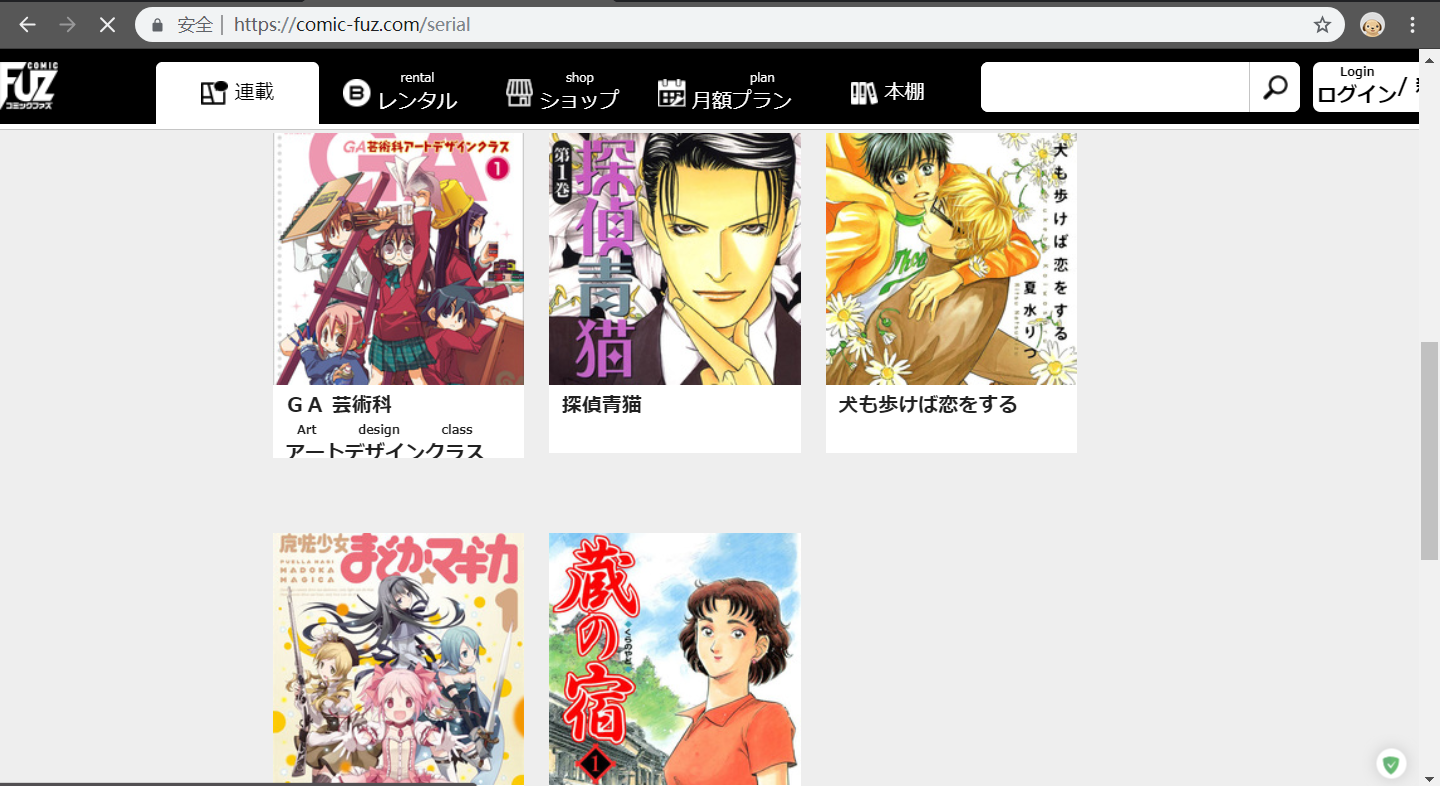 安全 | https://comic-fuz.com/serial
COMIC
FUZ
コミックファズ
連載
rental
レンタル
shop
ショップ
plan
月額プラン
本棚
Login
ログイン/
GA
GA芸術科アートデザインクラス
1
ＧＡ 芸術科
Art design class
アートデザインクラス
第1巻
探偵青猫
探偵青猫
犬も歩けば恋をする
夏水りつ
犬も歩けば恋をする
魔法少女
まどか☆マギカ
PUELLA MAGI
MADOKA
MAGICA
1
蔵の宿
くらのやど
1